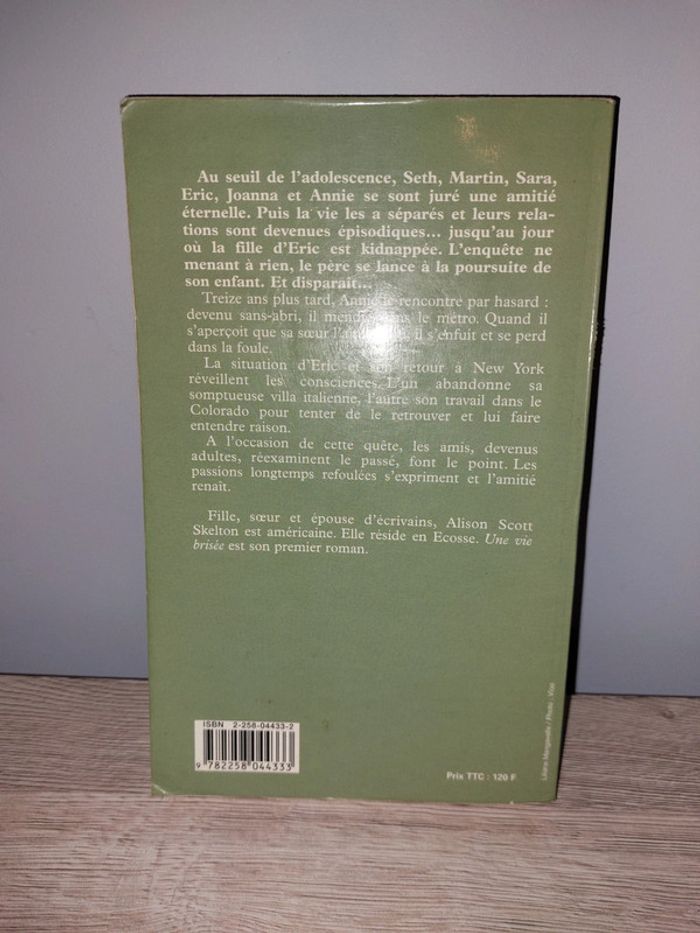 Au seuil de l'adolescence, Seth, Martin, Sara,
Eric, Joanna et Annie se sont juré une amitié
éternelle. Puis la vie les a séparés et leurs rela-
tions sont devenues épisodiques... jusqu'au jour
où la fille d'Eric est kidnappée. L'enquête ne
menant à rien, le père se lance à la poursuite de
son enfant. Et disparaît...
Treize ans plus tard, Annie le rencontre par hasard :
devenu sans-abri, il mendie dans le métro. Quand il
s'aperçoit que sa sœur il s'enfuit et se perd
dans la foule.
La situation d'Eric et son retour à New York
réveillent les consciences. L'un abandonne sa
somptueuse villa italienne, l'autre son travail dans le
Colorado pour tenter de le retrouver et lui faire
entendre raison.
A l'occasion de cette quête, les amis, devenus
adultes, réexaminent le passé, font le point. Les
passions longtemps refoulées s'expriment et l'amitié
renaît.
Fille, sœur et épouse d'écrivains, Alison Scott
Skelton est américaine. Elle réside en Ecosse. Une vie
brisée est son premier roman.
ISBN 2-258-04433-2
9 782258 044333
Prix TTC : 120 F
/ Photo : Visa